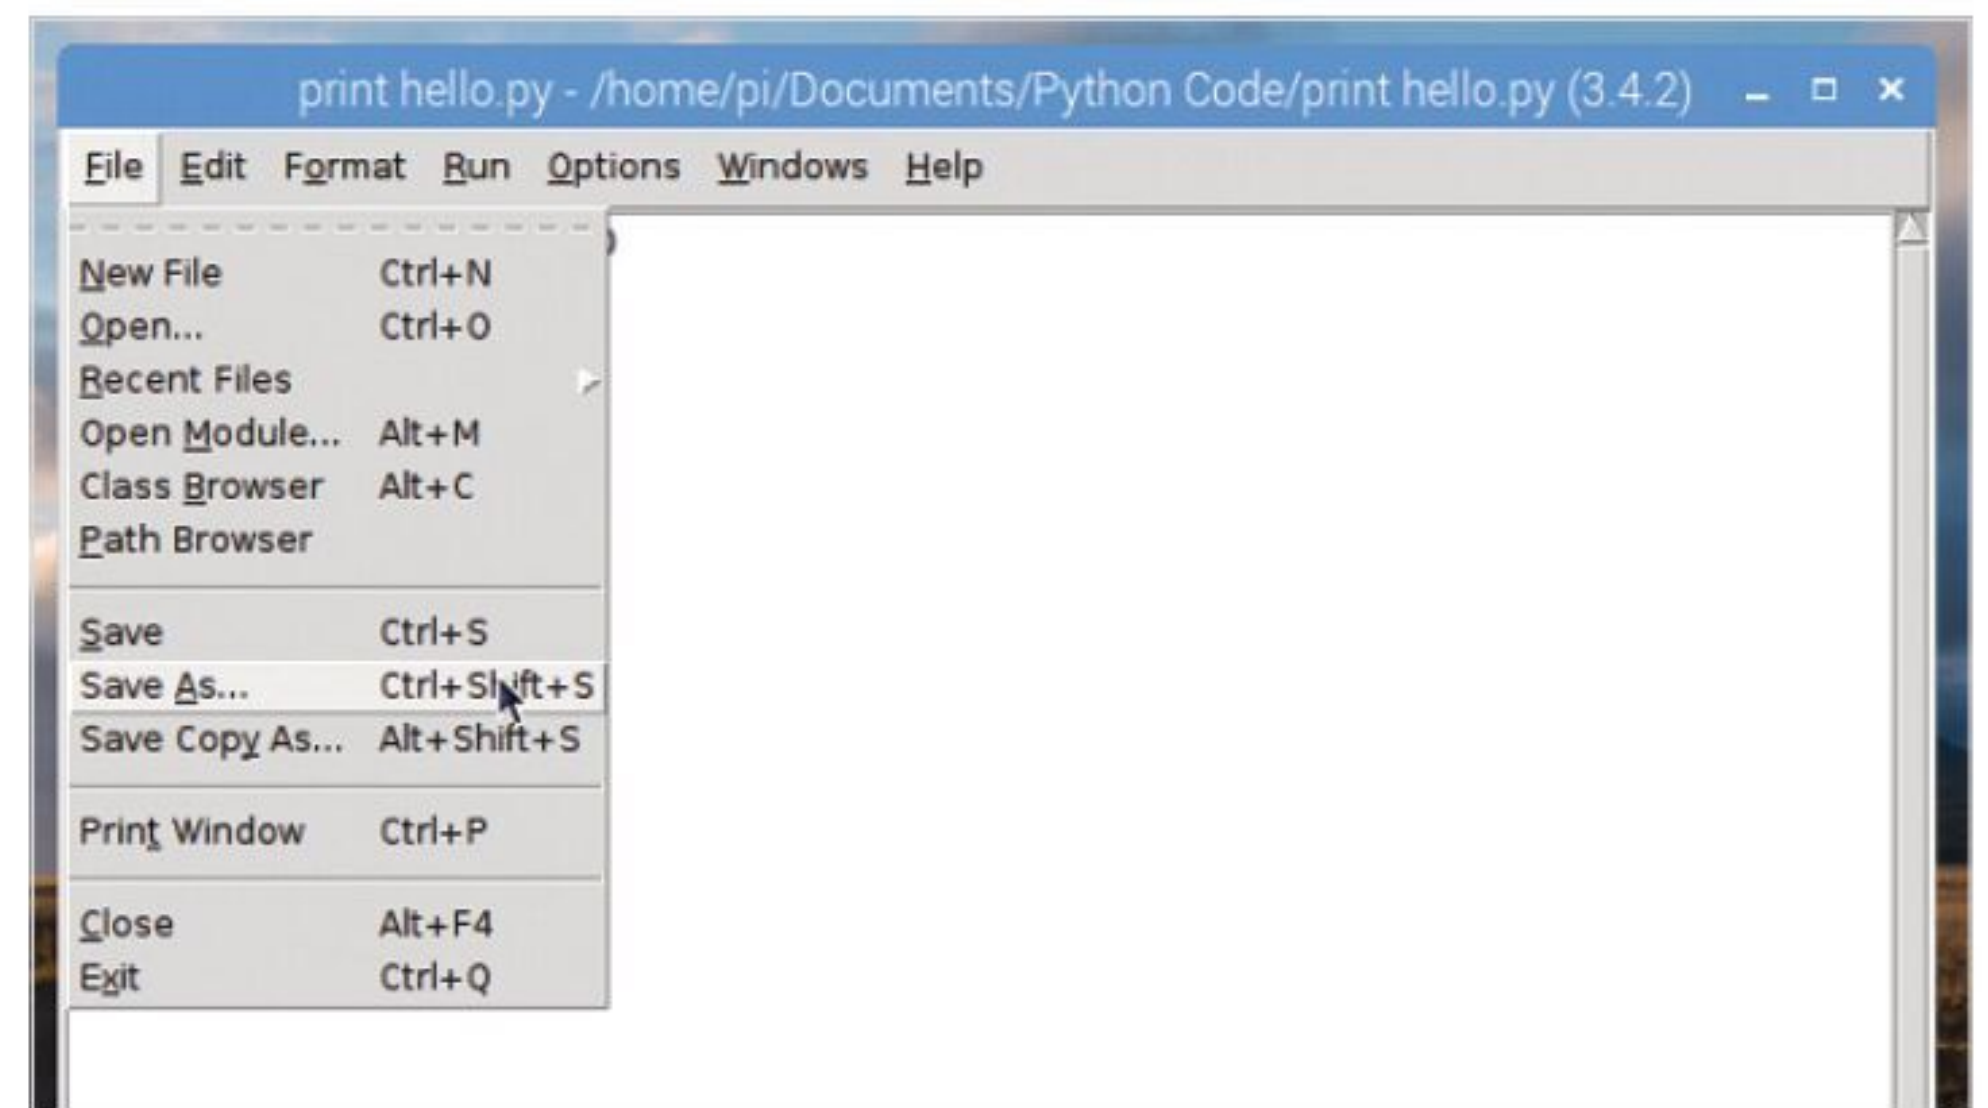 print hello.py - /home/pi/Documents/Python Code/print hello.py (3.4.2)
File Edit Format Run Options Windows Help
)
New File Ctrl+N
Open... Ctrl+O
Recent Files
Open Module... Alt+M
Class Browser Alt+C
Path Browser
Save Ctrl+S
Save As... Ctrl+Shift+S
Save Copy As... Alt+Shift+S
Print Window Ctrl+P
Close Alt+F4
Exit Ctrl+Q